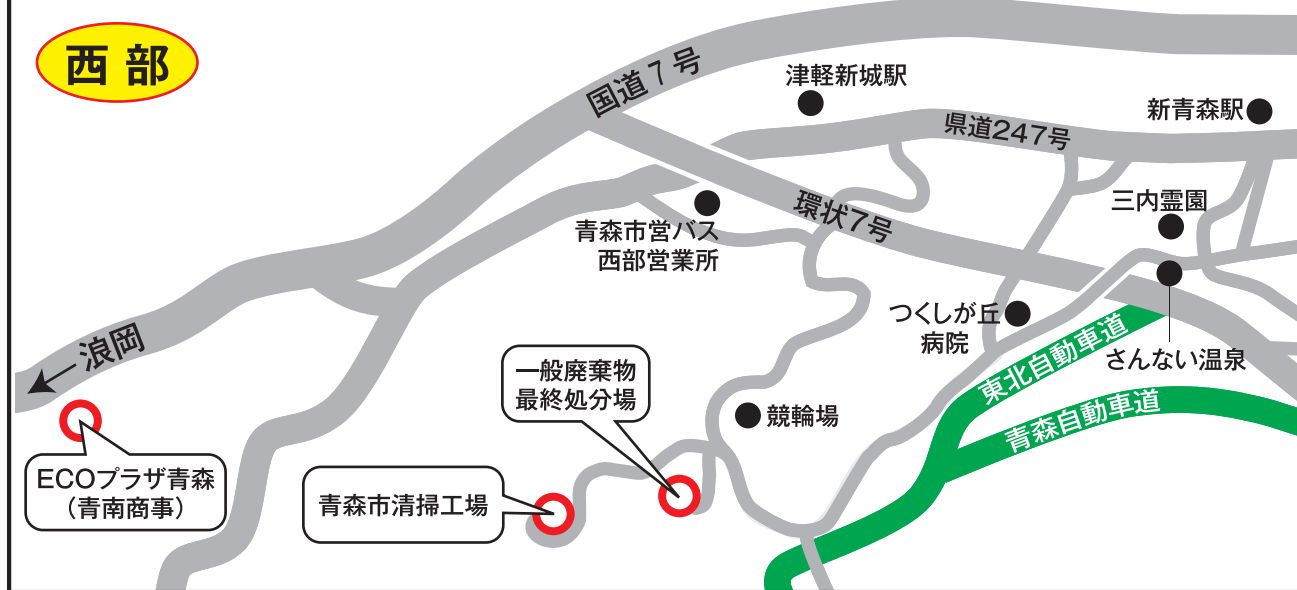 西部
国道7号
津軽新城駅
新青森駅
県道247号
三内霊園
環状7号
青森市営バス
西部営業所
つくしが丘
病院
さんない温泉
東北自動車道
青森自動車道
←浪岡
一般廃棄物
最終処分場
競輪場
ECOプラザ青森
（青南商事）
青森市清掃工場